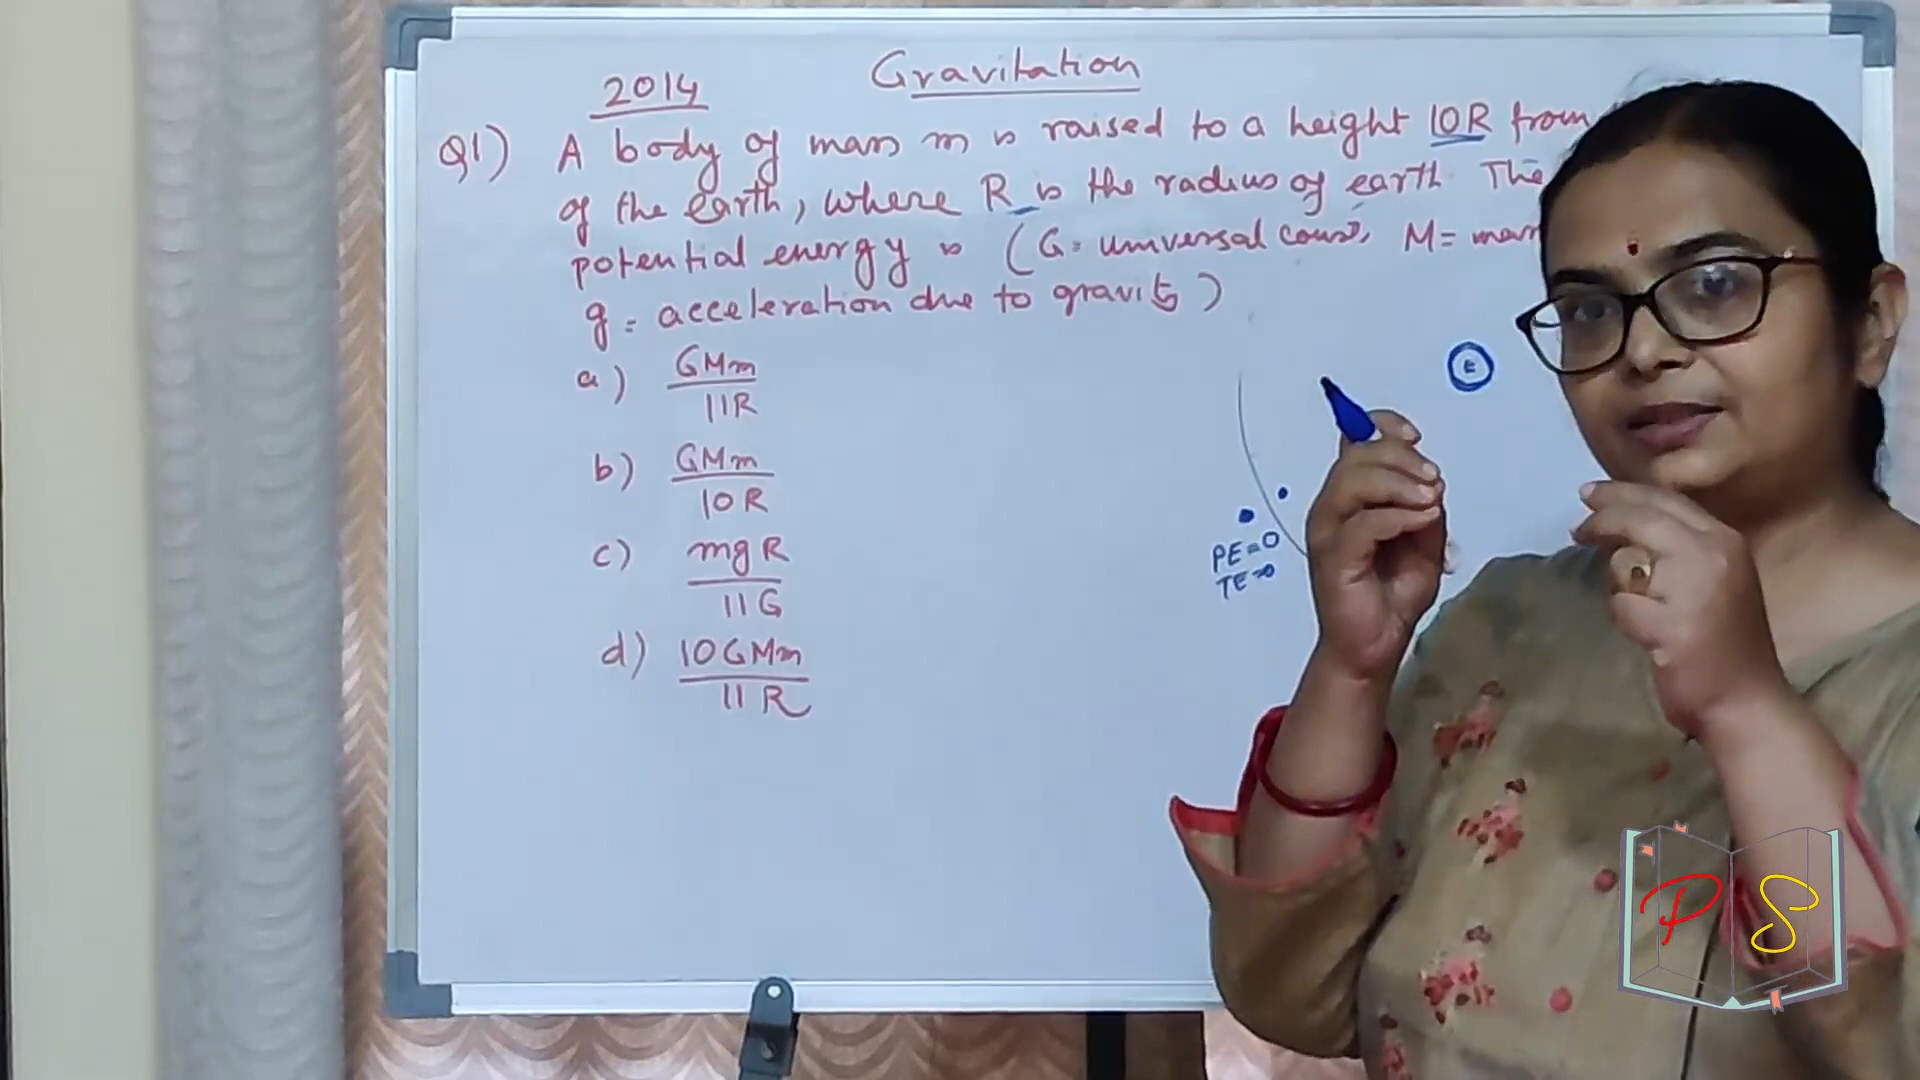 Gravitation
2014
Q1) A body of mass m is raised to a height 10R from
of the earth, where R is the radius of earth. The
potential energy is (G = universal const, M = mass
g = acceleration due to gravity)
a) GMm
11R
b) GMm
10R
c) mgR
11G
d) 10GMm
11R
E
PE=0
TE=0
P S